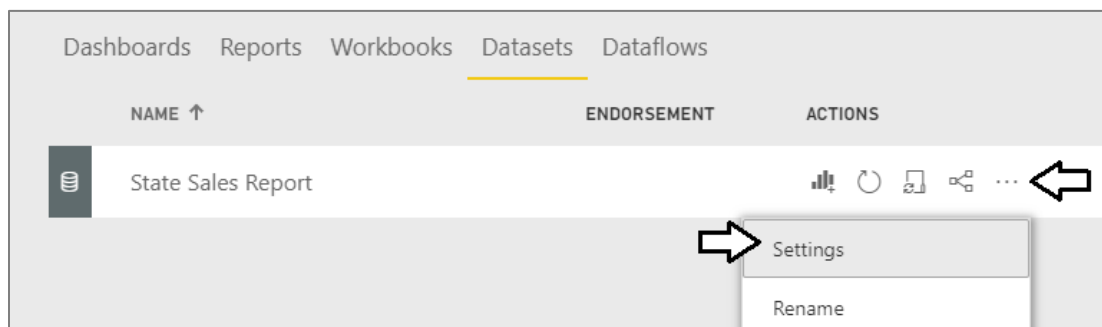 Dashboards Reports Workbooks Datasets Dataflows
NAME ↑ ENDORSEMENT ACTIONS
State Sales Report
Settings
Rename